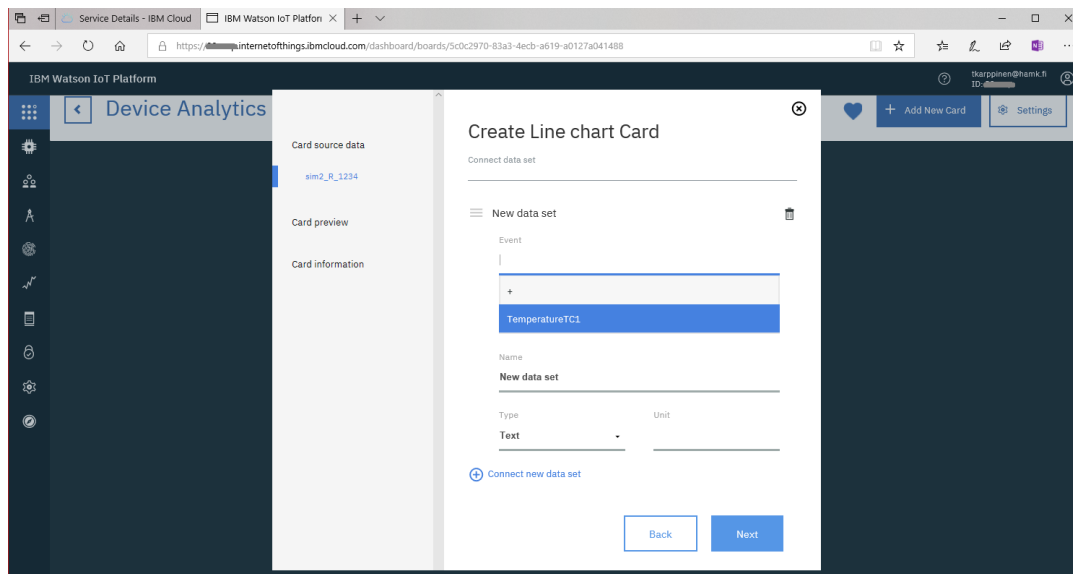 Service Details - IBM Cloud
IBM Watson IoT Platforr
https://
.internetofthings.ibmcloud.com/dashboard/boards/5c0c2970-83a3-4ecb-a619-a0127a041488
IBM Watson IoT Platform
tkarppinen@hamk.fi
ID:
Device Analytics
+ Add New Card
Settings
Create Line chart Card
Card source data
sim2_R_1234
Card preview
Card information
Connect data set
New data set
Event
+
TemperatureTC1
Name
New data set
Type Unit
Text
Connect new data set
Back Next